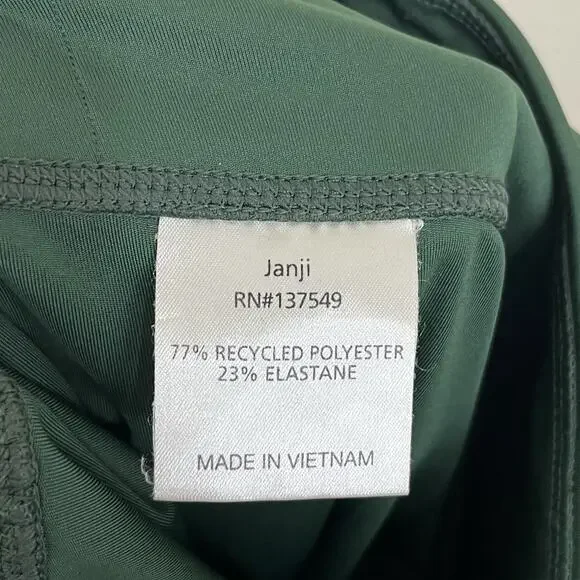 Janji
RN#137549
77% RECYCLED POLYESTER
23% ELASTANE
MADE IN VIETNAM